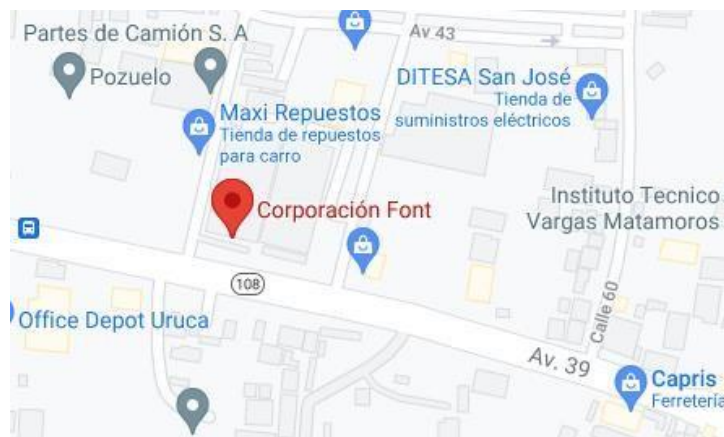 Partes de Camión S. A
Av 43
Pozuelo
DITESA San José
Tienda de
suministros eléctricos
Maxi Repuestos
Tienda de repuestos
para carro
Corporación Font
Instituto Tecnico
Vargas Matamoros
108
Office Depot Uruca
Calle 60
Av. 39
Capris
Ferretería